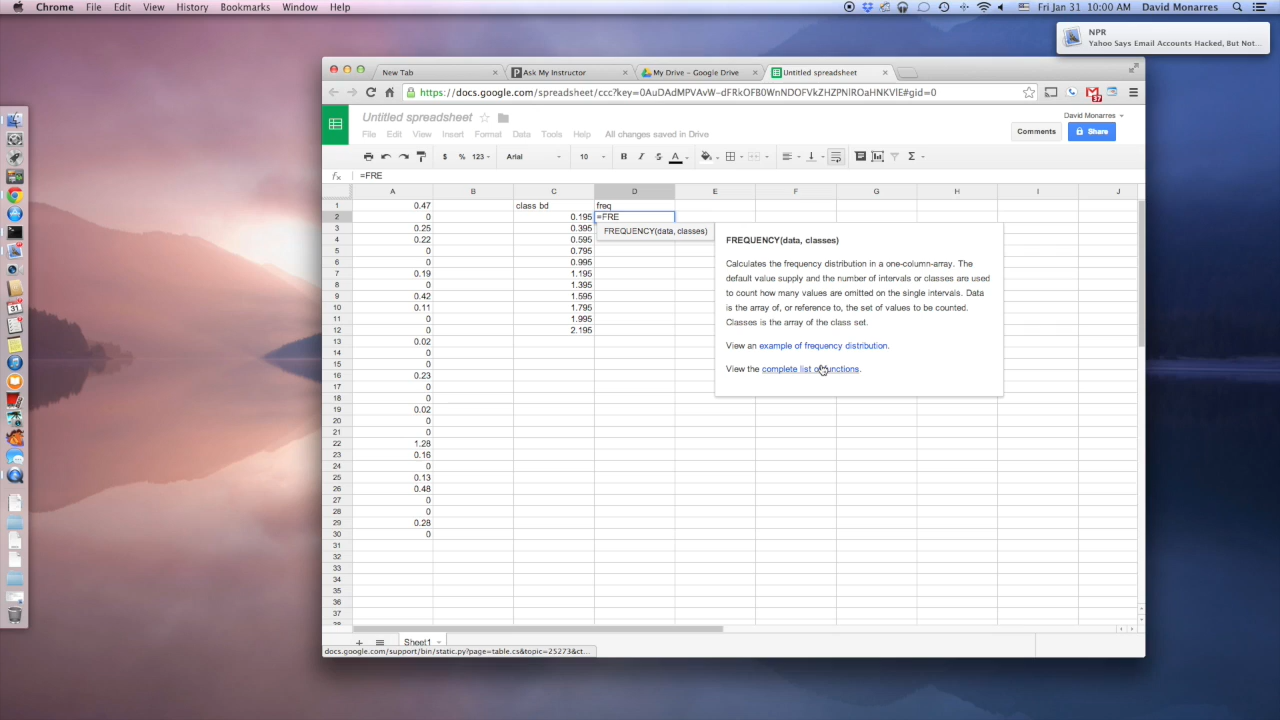 Chrome File Edit View History Bookmarks Window Help Fri Jan 31 10:00 AM David Monarres
NPR
Yahoo Says Email Accounts Hacked, But Not...
New Tab Ask My Instructor My Drive – Google Drive Untitled spreadsheet
https://docs.google.com/spreadsheet/ccc?key=0AuDAdMPVAvW-dFRkOFB0WnNDOFVkZHZPNlROaHNKVlE#gid=0 37
Untitled spreadsheet
David Monarres
File Edit View Insert Format Data Tools Help All changes saved in Drive
Comments Share
$ % 123 Arial 10 B I S A Σ
fx =FRE
A B C D E F G H I J
1 0.47 class bd freq
2 0 0.195 =FRE
3 0.25 0.395
4 0.22 0.595
5 0 0.795
6 0 0.995
7 0.19 1.195
8 0 1.395
9 0.42 1.595
10 0.11 1.795
11 0 1.995
12 0 2.195
13 0.02
14 0
15 0
16 0.23
17 0
18 0
19 0.02
20 0
21 0
22 1.28
23 0.16
24 0
25 0.13
26 0.48
27 0
28 0
29 0.28
30 0
31
32
33
34
35
36
37
FREQUENCY(data, classes)
FREQUENCY(data, classes)
Calculates the frequency distribution in a one-column-array. The
default value supply and the number of intervals or classes are used
to count how many values are omitted on the single intervals. Data
is the array of, or reference to, the set of values to be counted.
Classes is the array of the class set.
View an example of frequency distribution.
View the complete list of functions.
Sheet1
docs.google.com/support/bin/static.py?page=table.cs&topic=25273&ct...